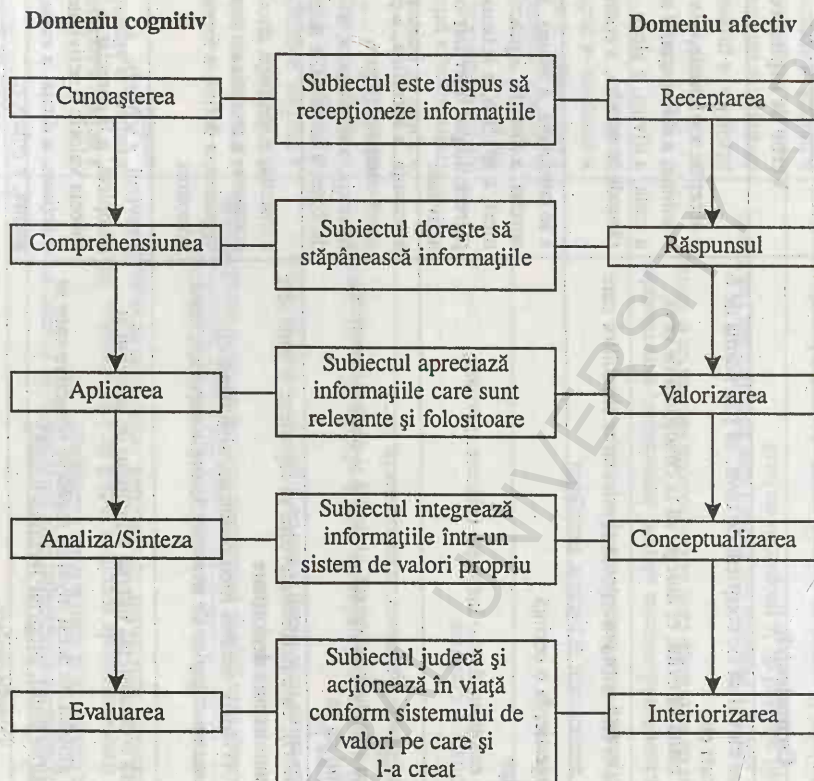 Domeniu cognitiv
Domeniu afectiv
Cunoaşterea
Subiectul este dispus să
recepţioneze informaţiile
Receptarea
Comprehensiunea
Subiectul doreşte să
stăpânească informaţiile
Răspunsul
Aplicarea
Subiectul apreciază
informaţiile care sunt
relevante şi folositoare
Valorizarea
Analiza/Sinteza
Subiectul integrează
informaţiile într-un
sistem de valori propriu
Conceptualizarea
Evaluarea
Subiectul judecă şi
acţionează în viaţă
conform sistemului de
valori pe care şi
l-a creat
Interiorizarea
UNIVERSITY